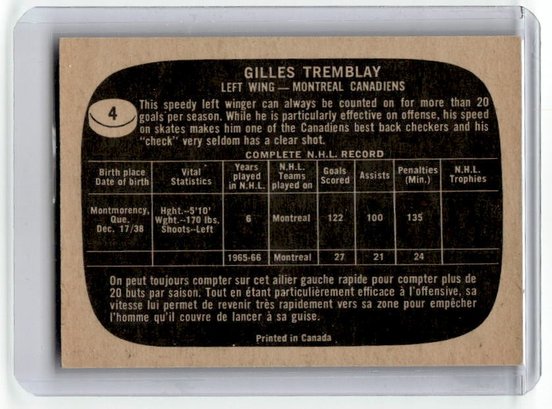 GILLES TREMBLAY
LEFT WING — MONTREAL CANADIENS
4
This speedy left winger can always be counted on for more than 20
goals per season. While he is particularly effective on offense, his speed
on skates makes him one of the Canadiens best back checkers and his
"check" very seldom has a clear shot.
COMPLETE N.H.L. RECORD
Birth place Date of birth | Vital Statistics | Years played in N.H.L. | N.H.L. Teams played on | Goals Scored | Assists | Penalties (Min.) | N.H.L. Trophies
Montmorency, Que. Dec. 17/38 | Hght.--5'10' Wght.--170 lbs. Shoots--Left | 6 | Montreal | 122 | 100 | 135
1965-66 | Montreal | 27 | 21 | 24
On peut toujours compter sur cet ailier gauche rapide pour compter plus de
20 buts par saison. Tout en étant particulièrement efficace à l'offensive, sa
vitesse lui permet de revenir très rapidement vers sa zone pour empêcher
l'homme qu'il couvre de lancer à sa guise.
Printed in Canada